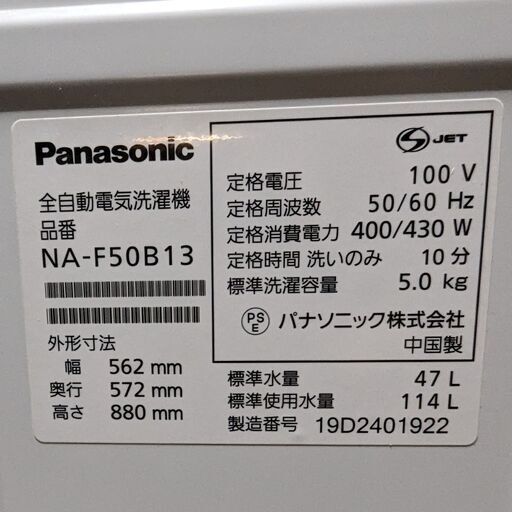 Panasonic
全自動電気洗濯機
品番
NA-F50B13
外形寸法
幅 562 mm
奥行 572 mm
高さ 880 mm
JET
定格電圧 100 V
定格周波数 50/60 Hz
定格消費電力 400/430 W
定格時間 洗いのみ 10 分
標準洗濯容量 5.0 kg
PS E パナソニック株式会社
中国製
標準水量 47 L
標準使用水量 114 L
製造番号 19D2401922